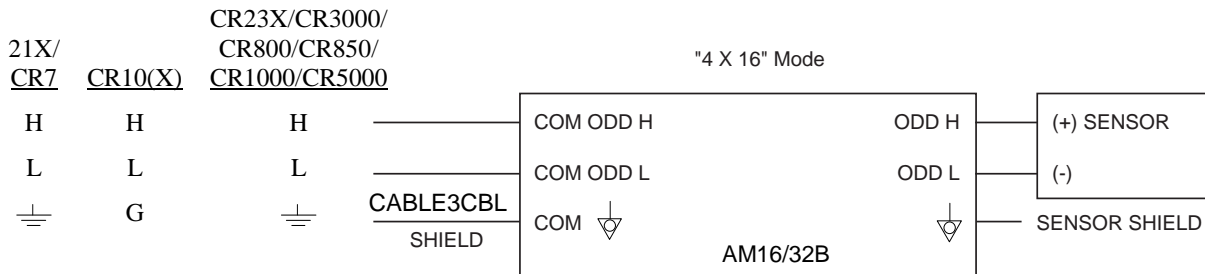 CR23X/CR3000/
21X/ CR800/CR850/
CR7 CR10(X) CR1000/CR5000
"4 X 16" Mode
H H H COM ODD H ODD H (+) SENSOR
L L L COM ODD L ODD L (-)
G CABLE3CBL COM SENSOR SHIELD
SHIELD
AM16/32B